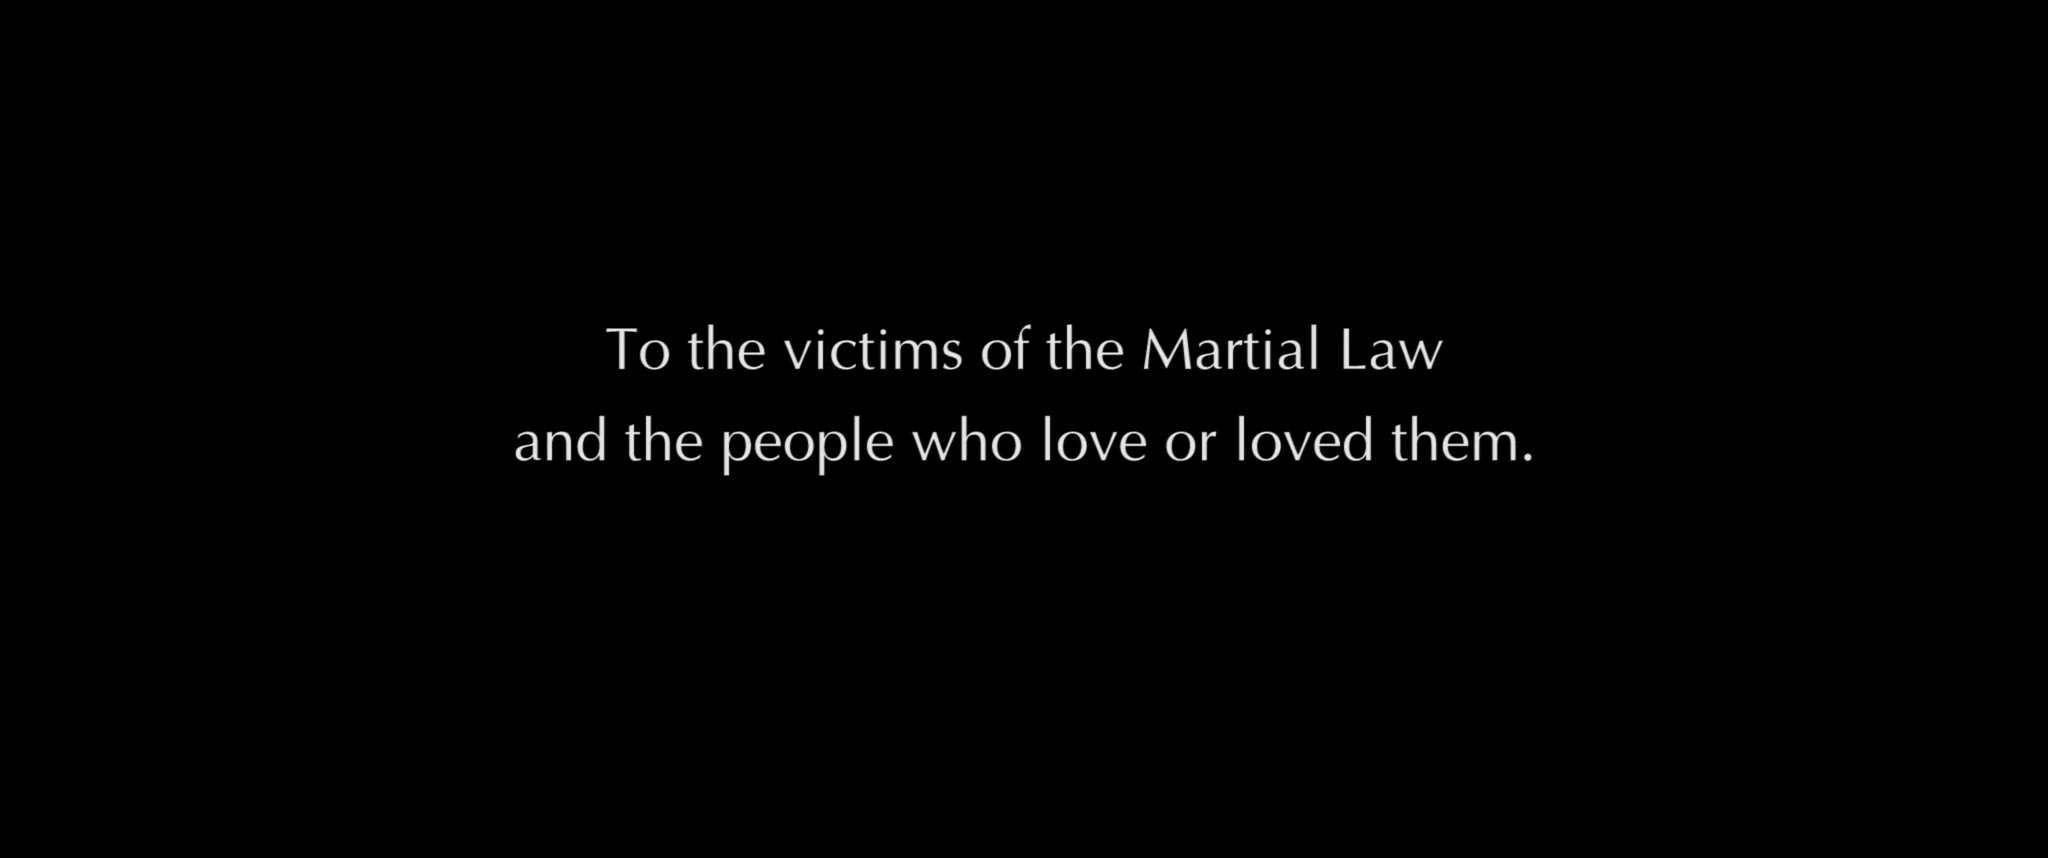 To the victims of the Martial Law
and the people who love or loved them.